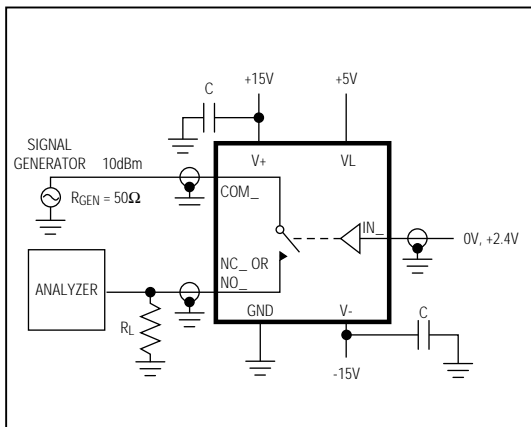 +15V
+5V
C
SIGNAL
GENERATOR
10dBm
V+
VL
COM_
RGEN = 50Ω
IN_
0V, +2.4V
NC_ OR
NO_
ANALYZER
RL
GND
V-
C
-15V